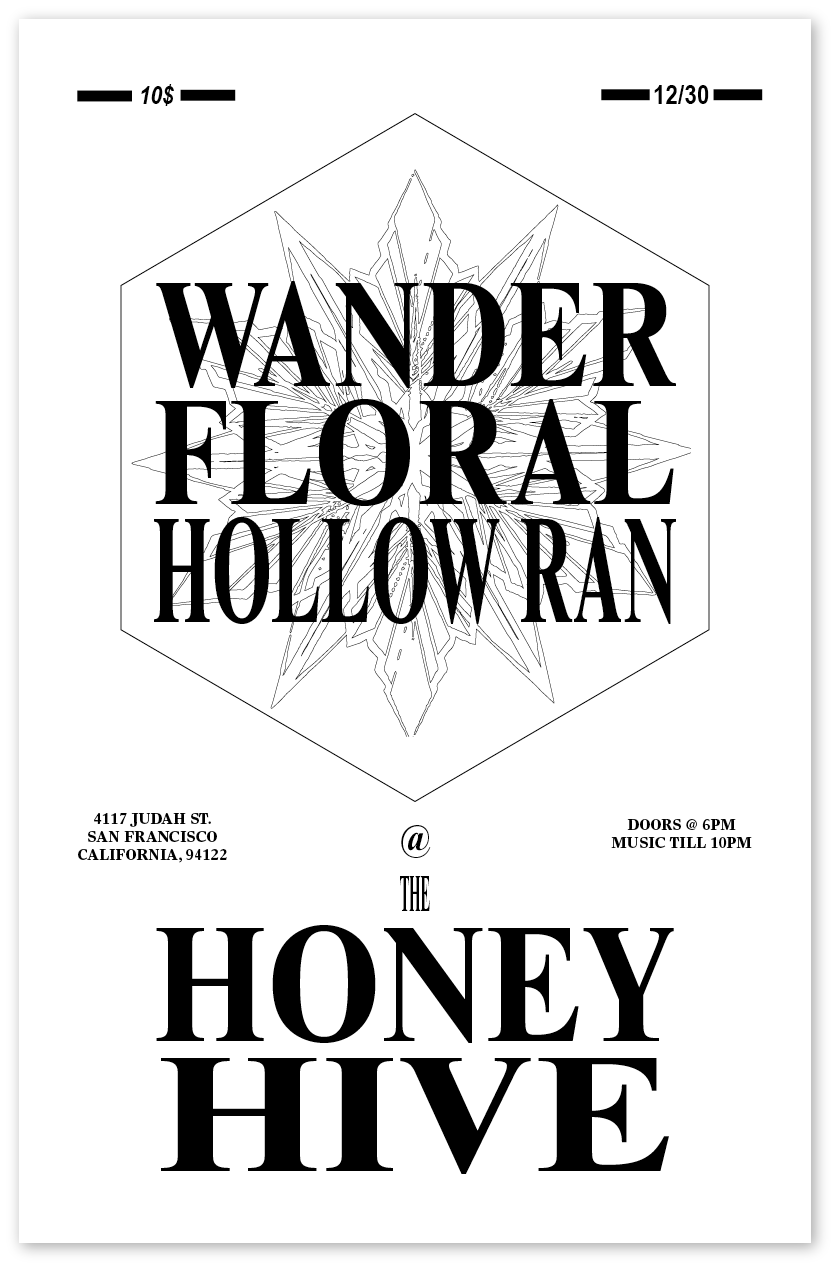 10$
12/30
WANDER
FLORAL
HOLLOW RAN
4117 JUDAH ST.
SAN FRANCISCO
CALIFORNIA, 94122
DOORS @ 6PM
MUSIC TILL 10PM
@
THE
HONEY
HIVE